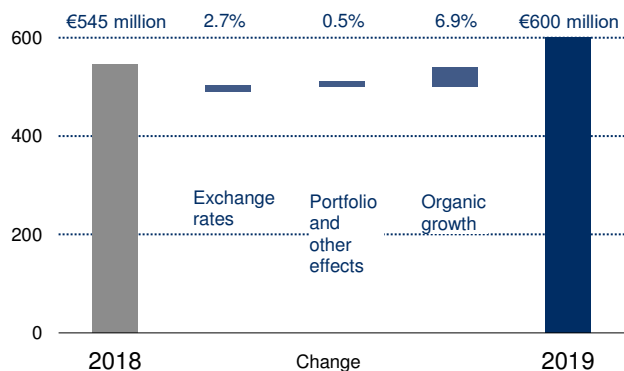 €545 million 2.7% 0.5% 6.9% €600 million
600
400
200
0
Exchange
rates
Portfolio
and
other
effects
Organic
growth
2018 Change 2019